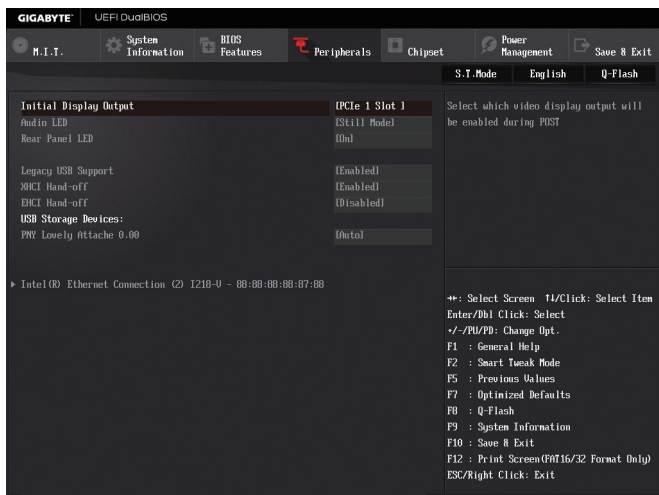 GIGABYTE™ UEFI DualBIOS
M.I.T. System Information BIOS Features Peripherals Chipset Power Management Save & Exit
S.T.Mode English Q-Flash
Initial Display Output [PCIe 1 Slot ]
Audio LED [Still Mode]
Rear Panel LED [On]
Legacy USB Support [Enabled]
XHCI Hand-off [Enabled]
EHCI Hand-off [Disabled]
USB Storage Devices:
PNY Lovely Attache 0.00 [Auto]
Intel(R) Ethernet Connection (2) I218-V - 88:88:88:88:87:88
Select which video display output will
be enabled during POST
→←: Select Screen ↑↓/Click: Select Item
Enter/Dbl Click: Select
+/-/PU/PD: Change Opt.
F1 : General Help
F2 : Smart Tweak Mode
F5 : Previous Values
F7 : Optimized Defaults
F8 : Q-Flash
F9 : System Information
F10 : Save & Exit
F12 : Print Screen(FAT16/32 Format Only)
ESC/Right Click: Exit